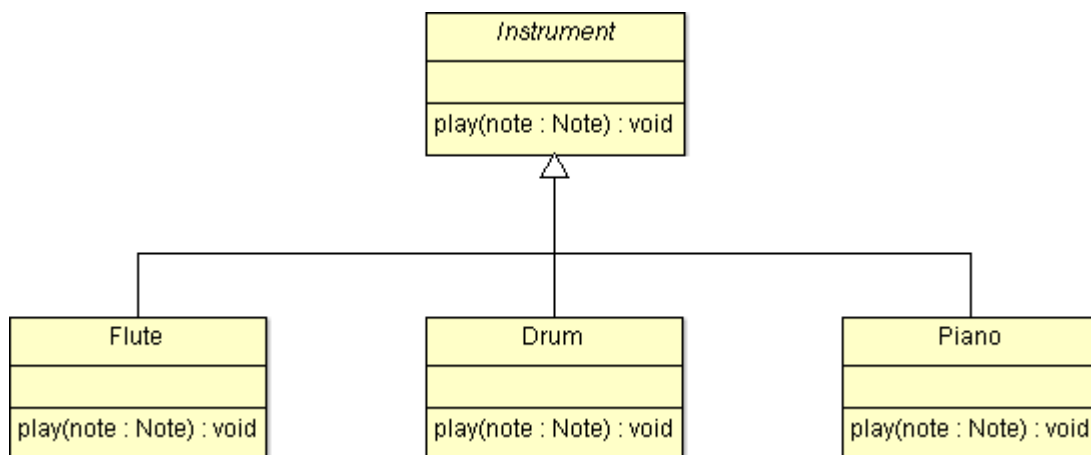 Instrument
play(note : Note) : void
Flute
Drum
Piano
play(note : Note) : void
play(note : Note) : void
play(note : Note) : void